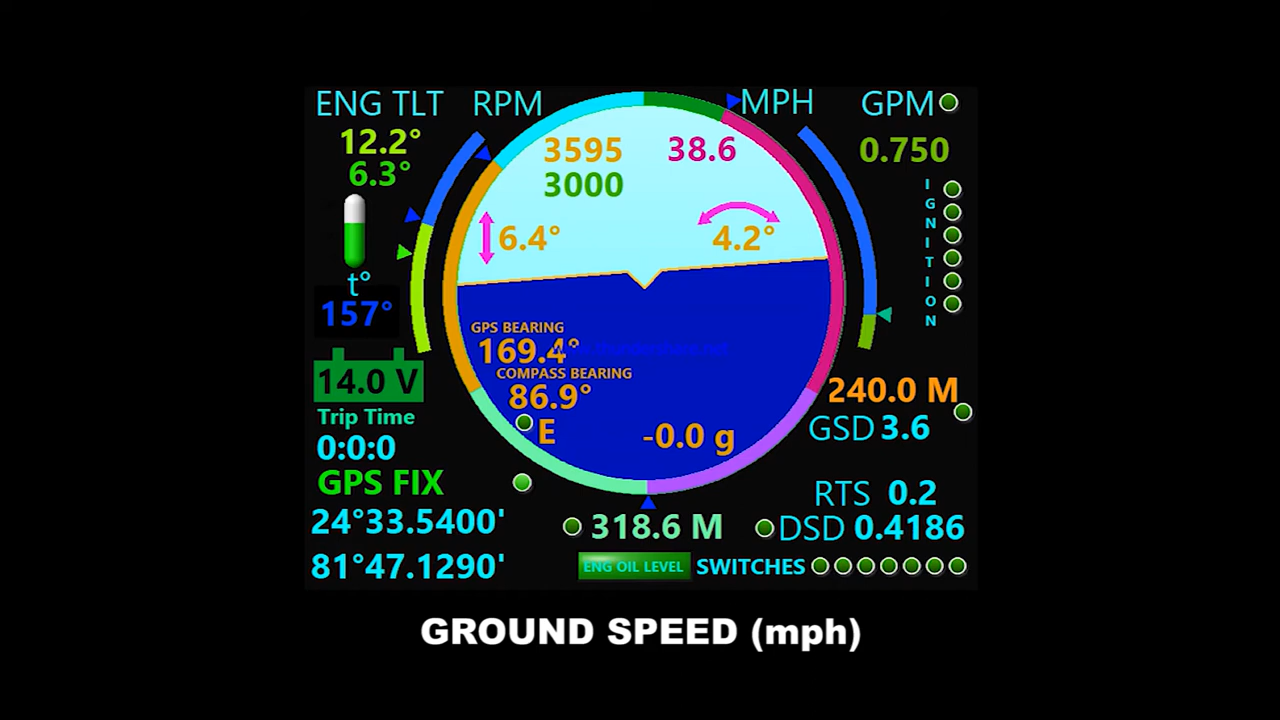 ENG TLT RPM MPH GPM
12.2° 3595 38.6 0.750
6.3° 3000
IGNITION
6.4° 4.2°
t°
157°
GPS BEARING
169.4°
COMPASS BEARING
86.9°
14.0 V
240.0 M
Trip Time
GSD 3.6
E -0.0 g
0:0:0
GPS FIX
RTS 0.2
24°33.5400'
318.6 M DSD 0.4186
81°47.1290'
ENG OIL LEVEL SWITCHES
GROUND SPEED (mph)